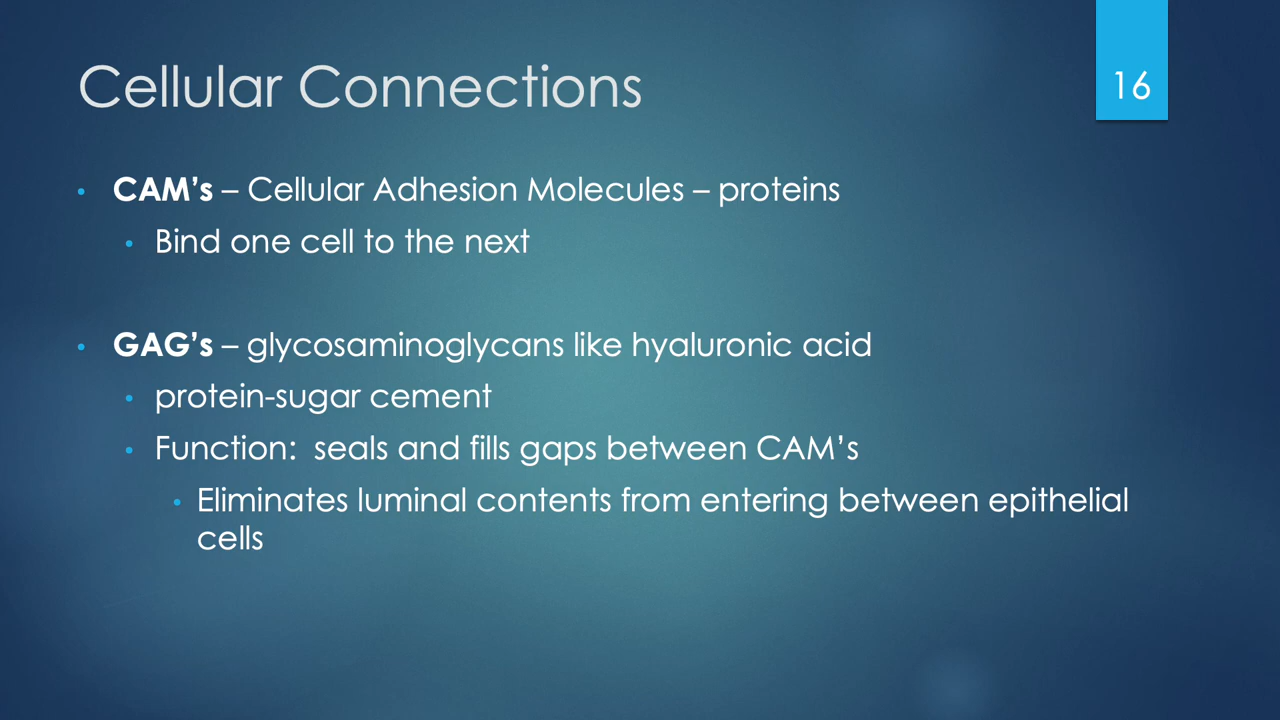 Cellular Connections
16
• CAM's – Cellular Adhesion Molecules – proteins
• Bind one cell to the next
• GAG's – glycosaminoglycans like hyaluronic acid
• protein-sugar cement
• Function:  seals and fills gaps between CAM's
• Eliminates luminal contents from entering between epithelial
cells